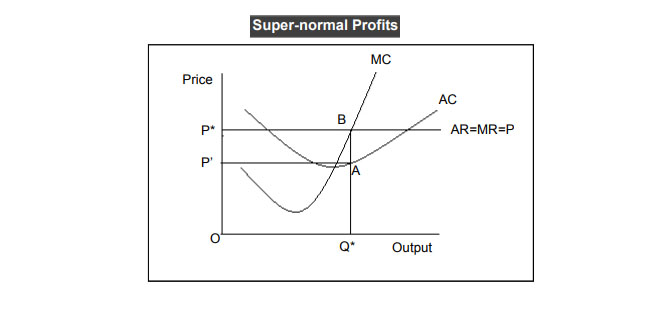 Super-normal Profits
MC
Price
AC
B
P*
AR=MR=P
P'
A
O
Q*
Output